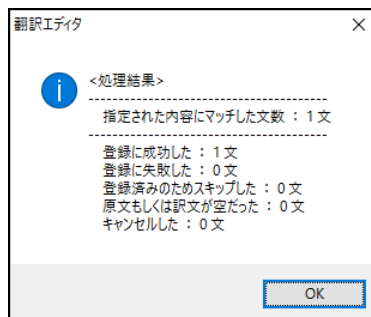 翻訳エディタ
<処理結果>
----------------------------------------
指定された内容にマッチした文数 : 1文
----------------------------------------
登録に成功した : 1文
登録に失敗した : 0文
登録済みのためスキップした : 0文
原文もしくは訳文が空だった : 0文
キャンセルした : 0文
OK